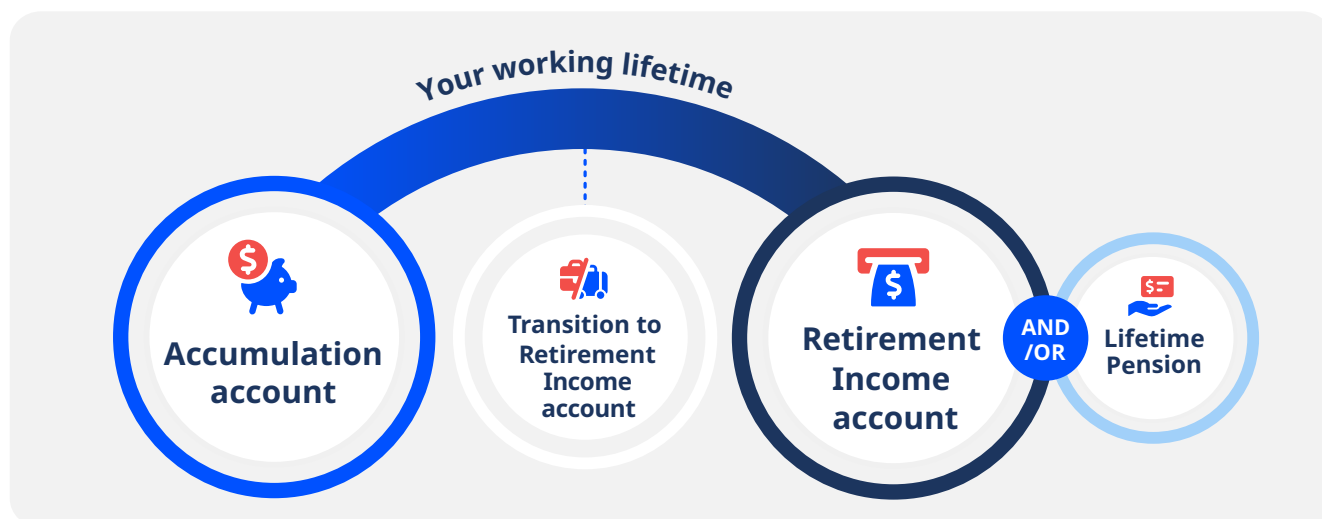 Your working lifetime
$
Accumulation
account
Transition to
Retirement
Income
account
$
Retirement
Income
account
AND
/OR
$
Lifetime
Pension